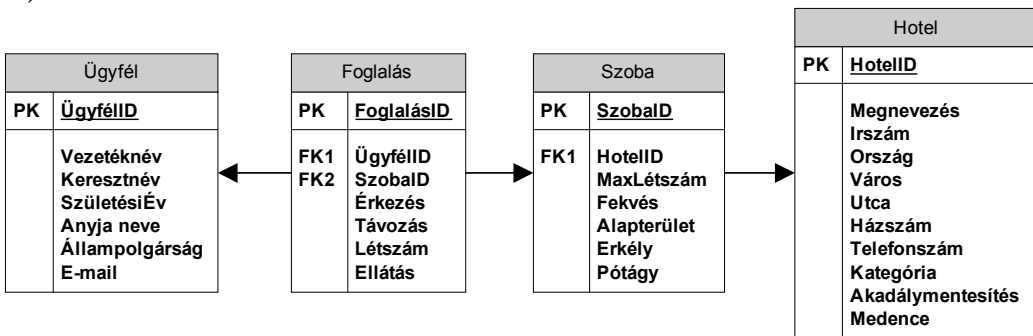 Ügyfél
PK ÜgyfélID
Vezetéknév
Keresztnév
SzületésiÉv
Anyja neve
Állampolgárság
E-mail
Foglalás
PK FoglalásID
FK1 ÜgyfélID
FK2 SzobaID
Érkezés
Távozás
Létszám
Ellátás
Szoba
PK SzobaID
FK1 HotelID
MaxLétszám
Fekvés
Alapterület
Erkély
Pótágy
Hotel
PK HotelID
Megnevezés
Irszám
Ország
Város
Utca
Házszám
Telefonszám
Kategória
Akadálymentesítés
Medence